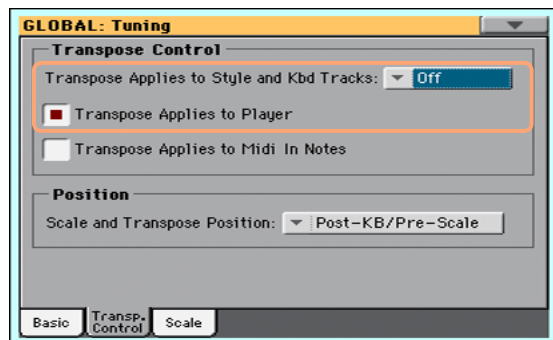 GLOBAL: Tuning
Transpose Control
Transpose Applies to Style and Kbd Tracks: Off
Transpose Applies to Player
Transpose Applies to Midi In Notes
Position
Scale and Transpose Position: Post-KB/Pre-Scale
Basic Transp. Control Scale